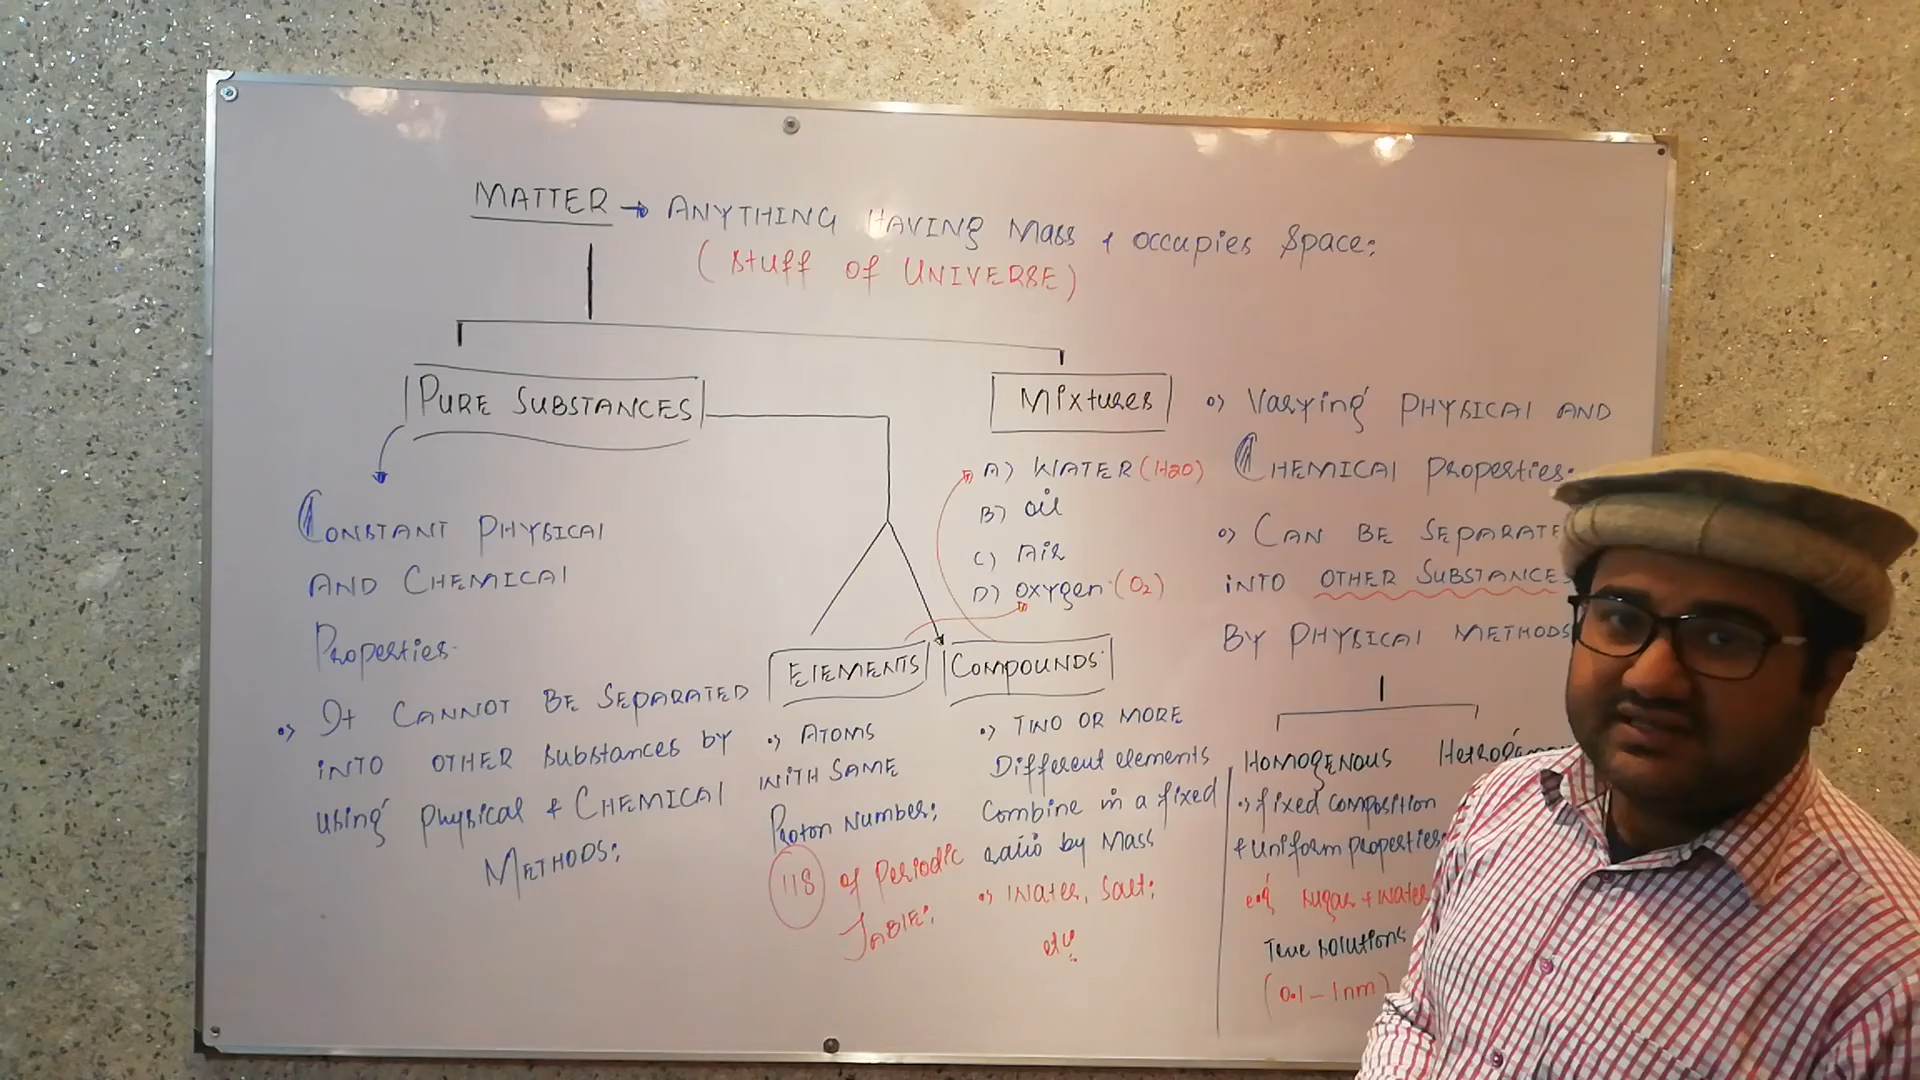 MATTER → ANYTHING HAVING MASS & OCCUPIES SPACE:
(STUFF OF UNIVERSE)
PURE SUBSTANCES
CONSTANT PHYSICAL
AND CHEMICAL
PROPERTIES.
IT CANNOT BE SEPARATED
INTO OTHER SUBSTANCES BY
USING PHYSICAL & CHEMICAL
METHODS:
ELEMENTS
ATOMS
WITH SAME
PROTON NUMBER;
118 OF PERIODIC
TABLE:
COMPOUNDS.
TWO OR MORE
DIFFERENT ELEMENTS
COMBINE IN A FIXED
RATIO BY MASS
WATER, SALT;
etc
MIXTURES
A) WATER (H2O)
B) OIL
C) AIR
D) OXYGEN. (O2)
VARYING PHYSICAL AND
CHEMICAL PROPERTIES.
CAN BE SEPARATE
INTO OTHER SUBSTANCES
BY PHYSICAL METHODS
HOMOGENOUS
FIXED COMPOSITION
& UNIFORM PROPERTIES
e.g SUGAR + WATER
TRUE SOLUTIONS
(0.1 - 1nm)